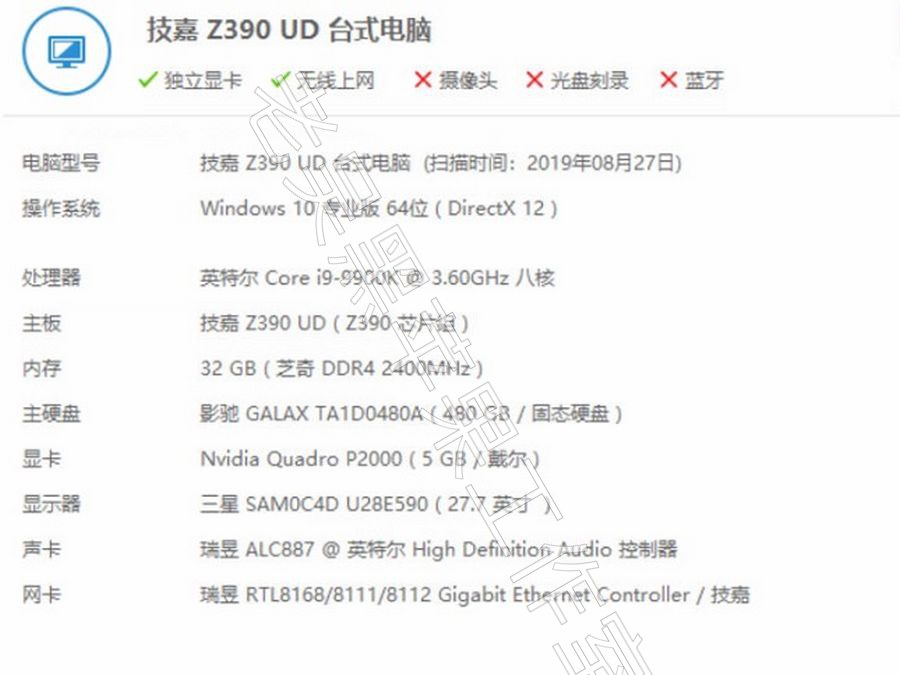 技嘉 Z390 UD 台式电脑
独立显卡 无线上网 摄像头 光盘刻录 蓝牙
电脑型号 技嘉 Z390 UD 台式电脑 (扫描时间：2019年08月27日)
操作系统 Windows 10 专业版 64位 ( DirectX 12 )
处理器 英特尔 Core i9-9900K @ 3.60GHz 八核
主板 技嘉 Z390 UD ( Z390 芯片组 )
内存 32 GB ( 芝奇 DDR4 2400MHz )
主硬盘 影驰 GALAX TA1D0480A ( 480 GB / 固态硬盘 )
显卡 Nvidia Quadro P2000 ( 5 GB / 戴尔 )
显示器 三星 SAM0C4D U28E590 ( 27.7 英寸 )
声卡 瑞昱 ALC887 @ 英特尔 High Definition Audio 控制器
网卡 瑞昱 RTL8168/8111/8112 Gigabit Ethernet Controller / 技嘉
老吴黑苹果工作室